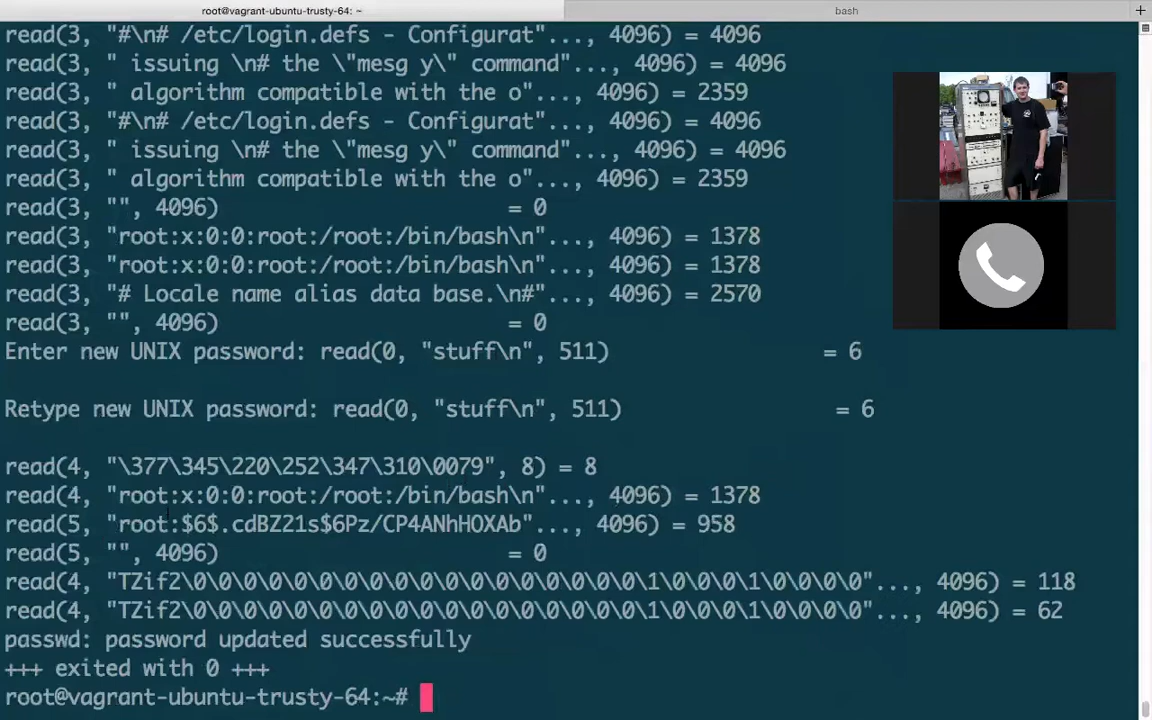 root@vagrant-ubuntu-trusty-64: ~ bash +
read(3, "#\n# /etc/login.defs - Configurat"..., 4096) = 4096
read(3, " issuing \n# the \"mesg y\" command"..., 4096) = 4096
read(3, " algorithm compatible with the o"..., 4096) = 2359
read(3, "#\n# /etc/login.defs - Configurat"..., 4096) = 4096
read(3, " issuing \n# the \"mesg y\" command"..., 4096) = 4096
read(3, " algorithm compatible with the o"..., 4096) = 2359
read(3, "", 4096) = 0
read(3, "root:x:0:0:root:/root:/bin/bash\n"..., 4096) = 1378
read(3, "root:x:0:0:root:/root:/bin/bash\n"..., 4096) = 1378
read(3, "# Locale name alias data base.\n#"..., 4096) = 2570
read(3, "", 4096) = 0
Enter new UNIX password: read(0, "stuff\n", 511) = 6
Retype new UNIX password: read(0, "stuff\n", 511) = 6
read(4, "\377\345\220\252\347\310\0079", 8) = 8
read(4, "root:x:0:0:root:/root:/bin/bash\n"..., 4096) = 1378
read(5, "root:$6$.cdBZ21s$6Pz/CP4ANhHOXAb"..., 4096) = 958
read(5, "", 4096) = 0
read(4, "TZif2\0\0\0\0\0\0\0\0\0\0\0\0\0\0\0\0\0\0\1\0\0\0\1\0\0\0\0"..., 4096) = 118
read(4, "TZif2\0\0\0\0\0\0\0\0\0\0\0\0\0\0\0\0\0\0\1\0\0\0\1\0\0\0\0"..., 4096) = 62
passwd: password updated successfully
+++ exited with 0 +++
root@vagrant-ubuntu-trusty-64:~#